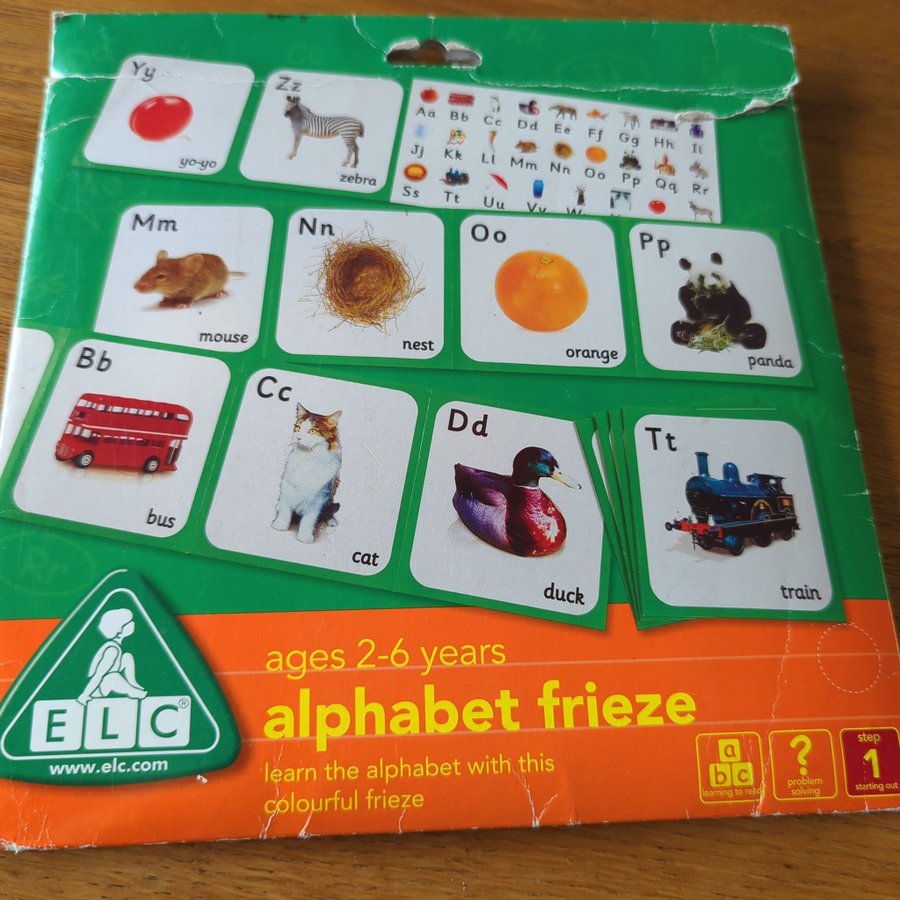 Yy
yo-yo
Zz
zebra
Aa Bb Cc Dd Ee Ff Gg Hh Ii
Jj Kk Ll Mm Nn Oo Pp Qq Rr
Ss Tt Uu Vv
Mm
mouse
Nn
nest
Oo
orange
Pp
panda
Bb
bus
Cc
cat
Dd
duck
Tt
train
Rr
ELC®
www.elc.com
ages 2-6 years
alphabet frieze
learn the alphabet with this
colourful frieze
a
bc
learning to read
?
problem
solving
step
1
starting out